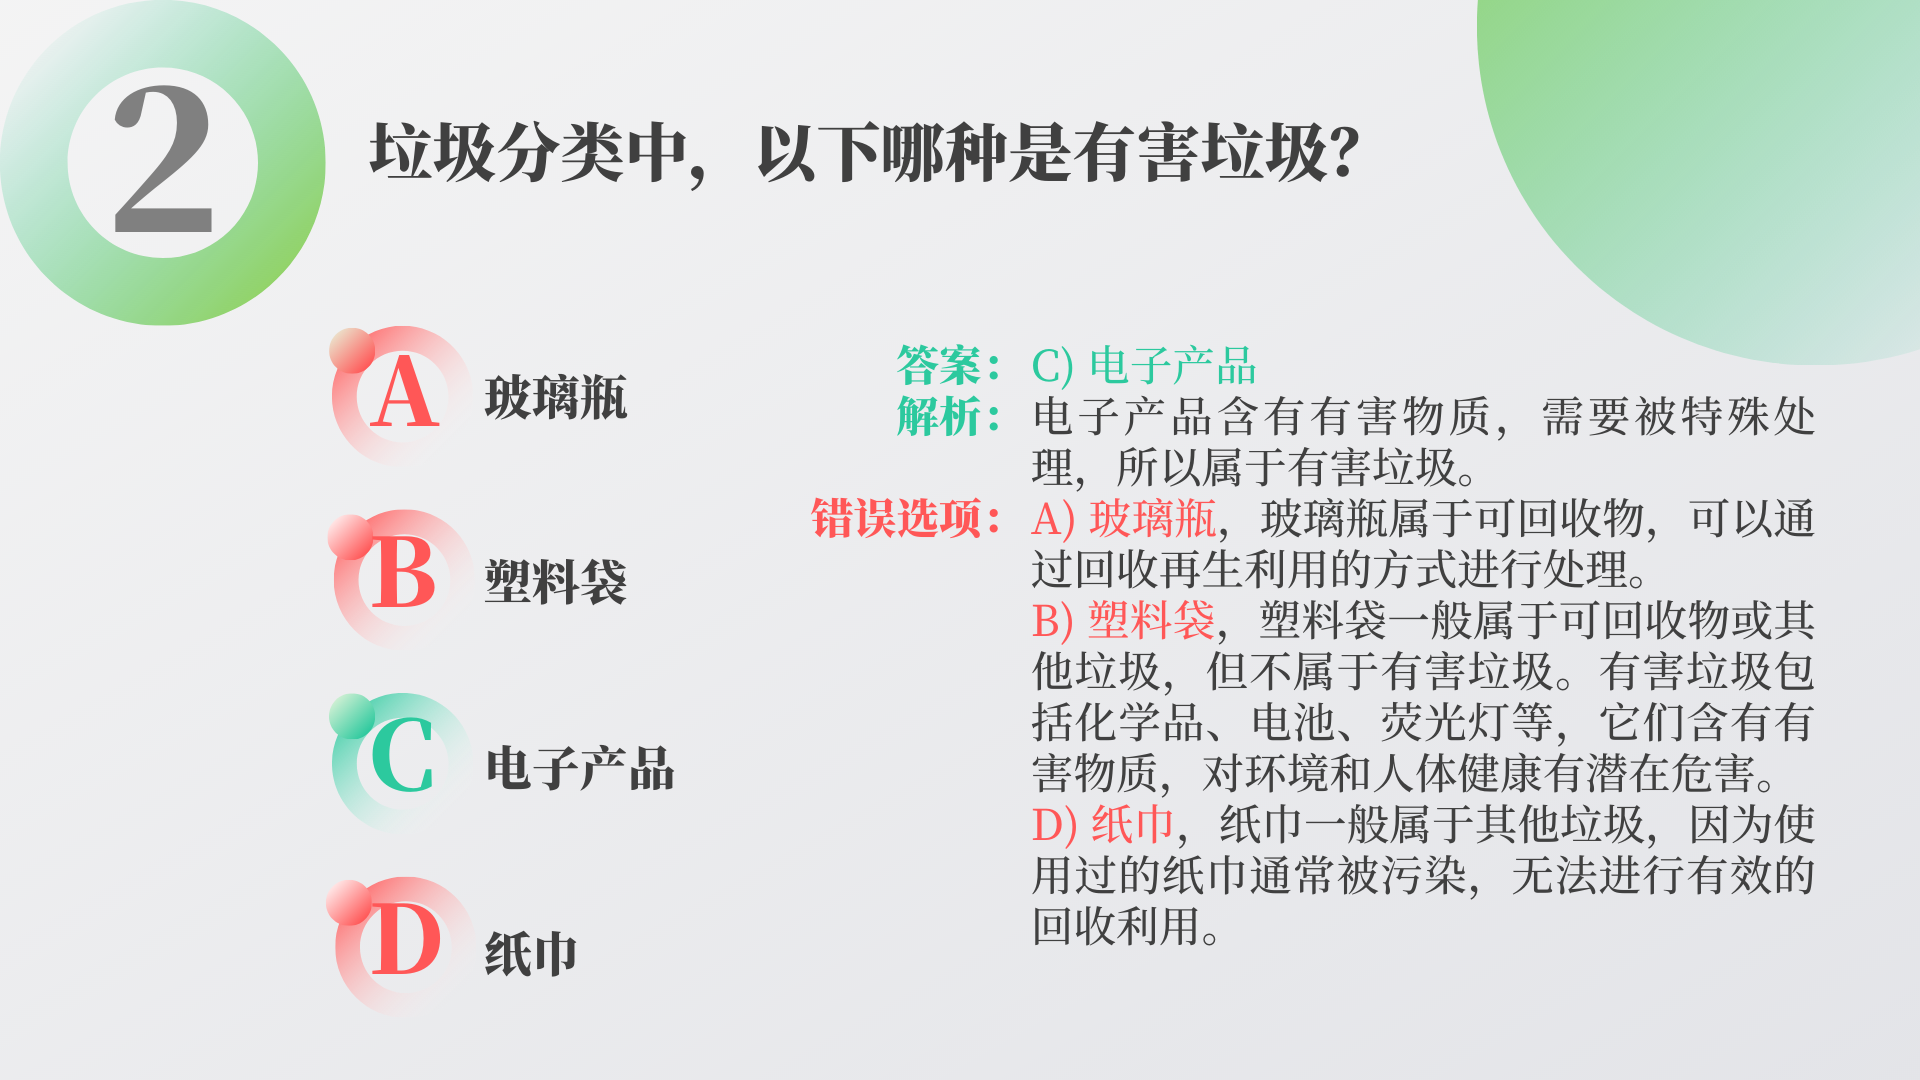 2
垃圾分类中，以下哪种是有害垃圾?
A
玻璃瓶
B
塑料袋
C
电子产品
D
纸巾
答案： C) 电子产品
解析： 电子产品含有有害物质，需要被特殊处
理，所以属于有害垃圾。
错误选项： A) 玻璃瓶，玻璃瓶属于可回收物，可以通
过回收再生利用的方式进行处理。
B) 塑料袋，塑料袋一般属于可回收物或其
他垃圾，但不属于有害垃圾。有害垃圾包
括化学品、电池、荧光灯等，它们含有有
害物质，对环境和人体健康有潜在危害。
D) 纸巾，纸巾一般属于其他垃圾，因为使
用过的纸巾通常被污染，无法进行有效的
回收利用。